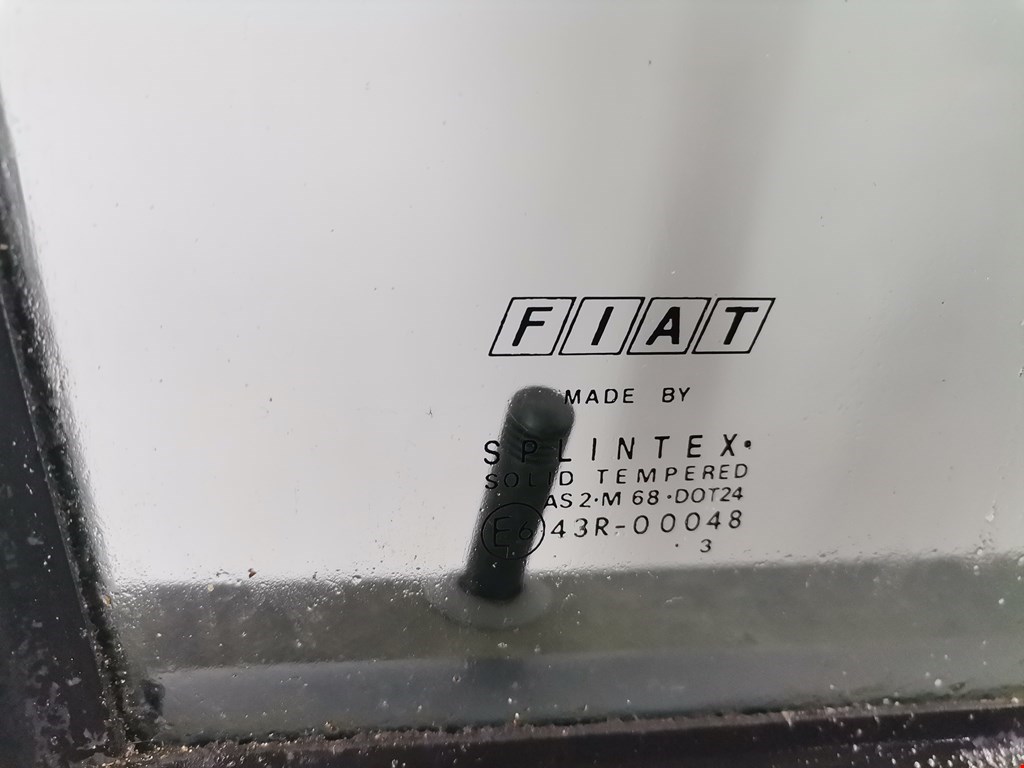 FIAT
MADE BY
SPLINTEX•
SOLID TEMPERED
AS2•M 68•DOT24
E6 43R-00048
• 3